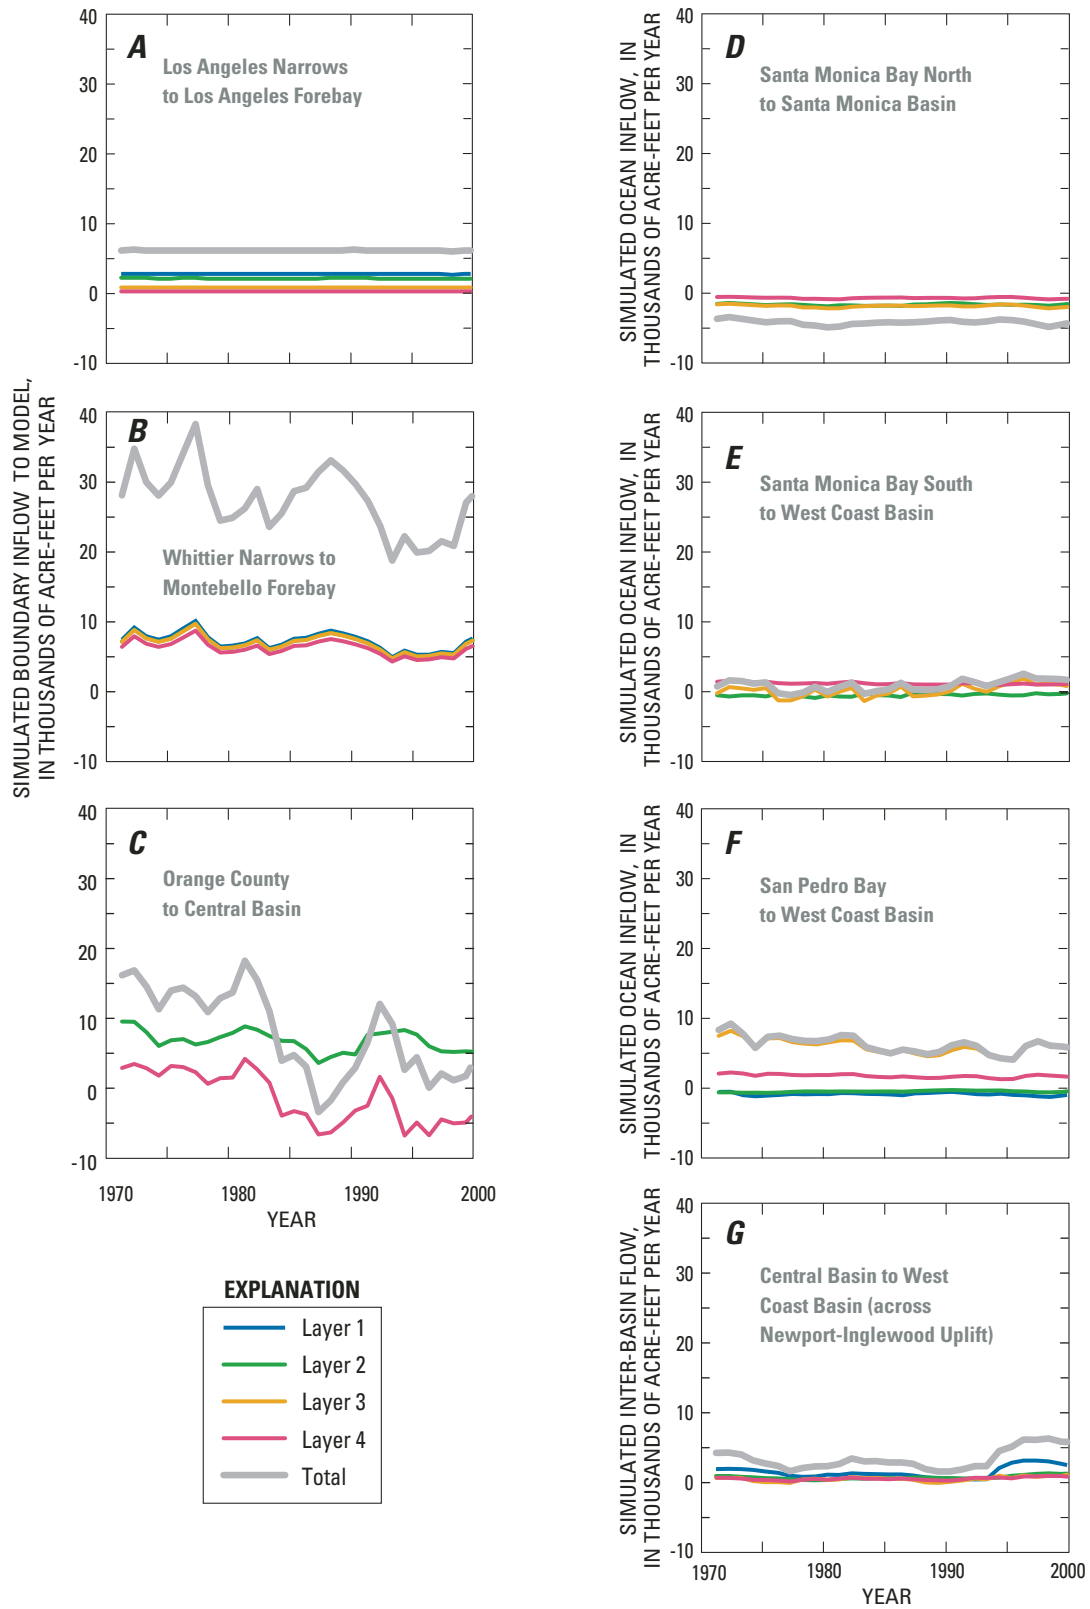 SIMULATED BOUNDARY INFLOW TO MODEL,
IN THOUSANDS OF ACRE-FEET PER YEAR
40
30
20
10
0
-10
A
Los Angeles Narrows
to Los Angeles Forebay
40
30
20
10
0
-10
B
Whittier Narrows to
Montebello Forebay
40
30
20
10
0
-10
C
Orange County
to Central Basin
1970
1980
1990
2000
YEAR
EXPLANATION
Layer 1
Layer 2
Layer 3
Layer 4
Total
SIMULATED OCEAN INFLOW, IN
THOUSANDS OF ACRE-FEET PER YEAR
40
30
20
10
0
-10
D
Santa Monica Bay North
to Santa Monica Basin
SIMULATED OCEAN INFLOW, IN
THOUSANDS OF ACRE-FEET PER YEAR
40
30
20
10
0
-10
E
Santa Monica Bay South
to West Coast Basin
SIMULATED OCEAN INFLOW, IN
THOUSANDS OF ACRE-FEET PER YEAR
40
30
20
10
0
-10
F
San Pedro Bay
to West Coast Basin
SIMULATED INTER-BASIN FLOW,
IN THOUSANDS OF ACRE-FEET PER YEAR
40
30
20
10
0
-10
G
Central Basin to West
Coast Basin (across
Newport-Inglewood Uplift)
1970
1980
1990
2000
YEAR